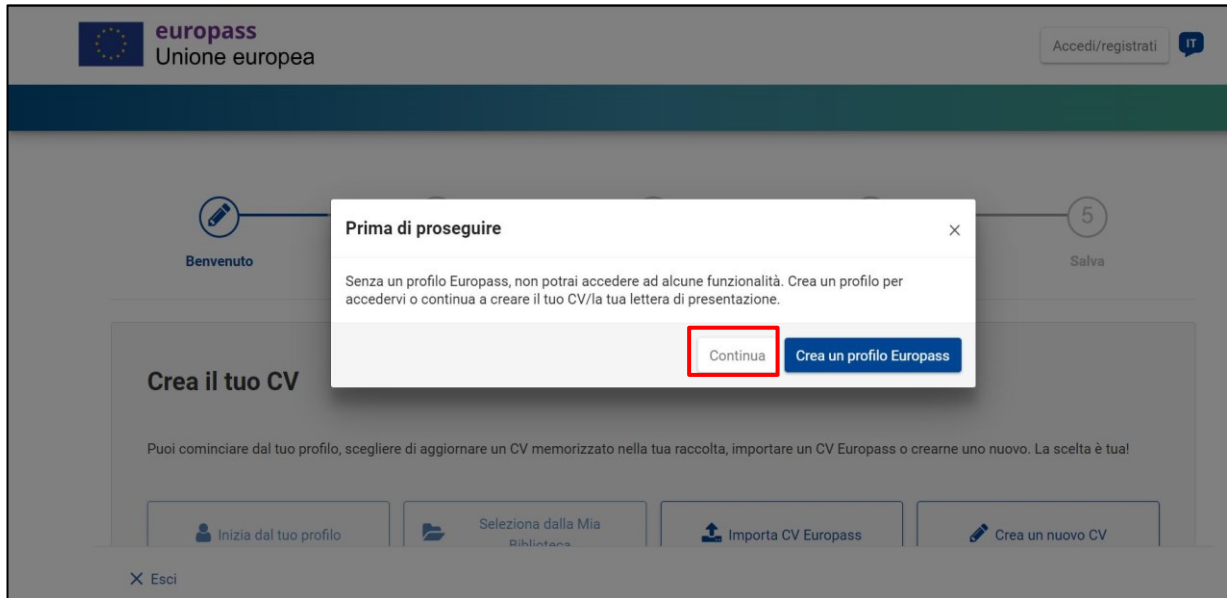 europass
Unione europea
Accedi/registrati
IT
Prima di proseguire
Benvenuto
5
Salva
Senza un profilo Europass, non potrai accedere ad alcune funzionalità. Crea un profilo per
accedervi o continua a creare il tuo CV/la tua lettera di presentazione.
Continua
Crea un profilo Europass
Crea il tuo CV
Puoi cominciare dal tuo profilo, scegliere di aggiornare un CV memorizzato nella tua raccolta, importare un CV Europass o crearne uno nuovo. La scelta è tua!
Inizia dal tuo profilo
Seleziona dalla Mia
Biblioteca
Importa CV Europass
Crea un nuovo CV
Esci